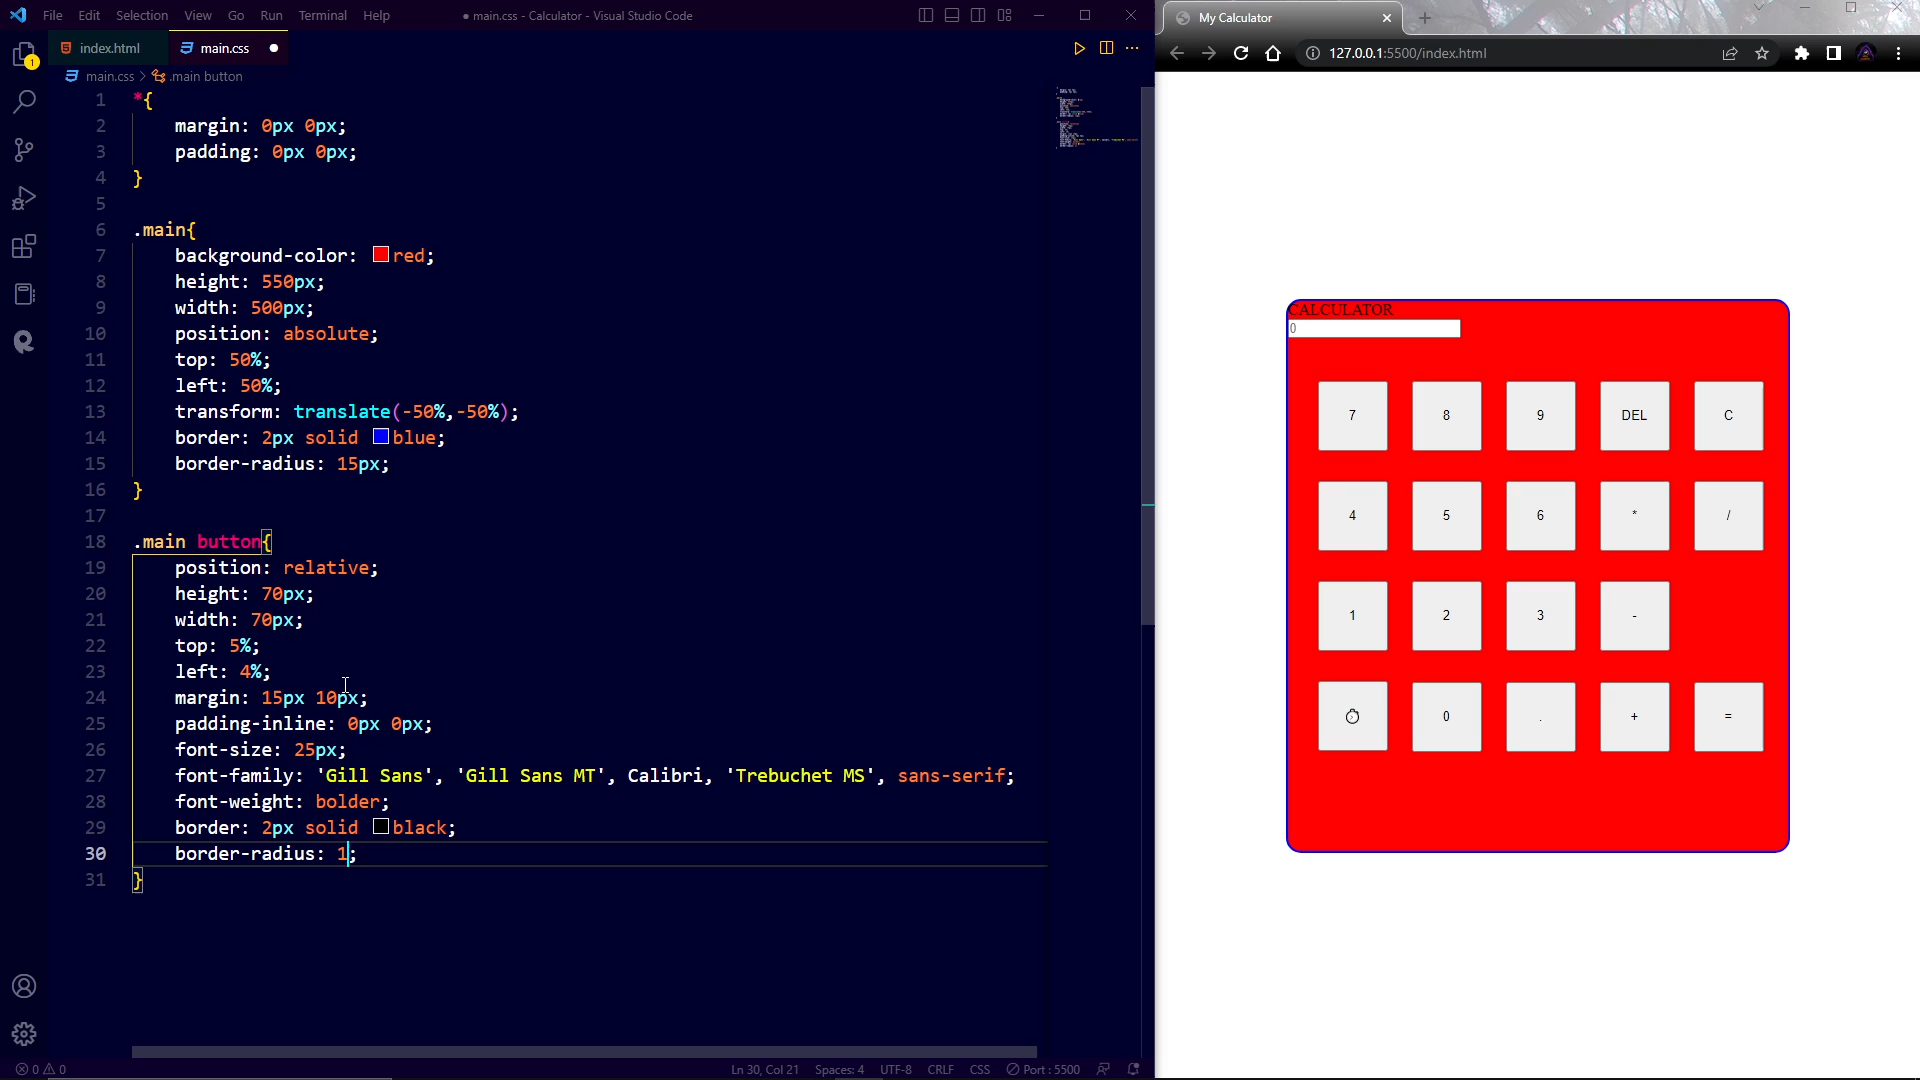 File Edit Selection View Go Run Terminal Help
● main.css - Calculator - Visual Studio Code
index.html
main.css
main.css > .main button
1 *{
2 margin: 0px 0px;
3 padding: 0px 0px;
4 }
5
6 .main{
7 background-color: red;
8 height: 550px;
9 width: 500px;
10 position: absolute;
11 top: 50%;
12 left: 50%;
13 transform: translate(-50%,-50%);
14 border: 2px solid blue;
15 border-radius: 15px;
16 }
17
18 .main button{
19 position: relative;
20 height: 70px;
21 width: 70px;
22 top: 5%;
23 left: 4%;
24 margin: 15px 10px;
25 padding-inline: 0px 0px;
26 font-size: 25px;
27 font-family: 'Gill Sans', 'Gill Sans MT', Calibri, 'Trebuchet MS', sans-serif;
28 font-weight: bolder;
29 border: 2px solid black;
30 border-radius: 1;
31 }
1
0 0
Ln 30, Col 21 Spaces: 4 UTF-8 CRLF CSS Port : 5500
My Calculator
127.0.0.1:5500/index.html
CALCULATOR
0
7 8 9 DEL C
4 5 6 * /
1 2 3 -
0 . + =